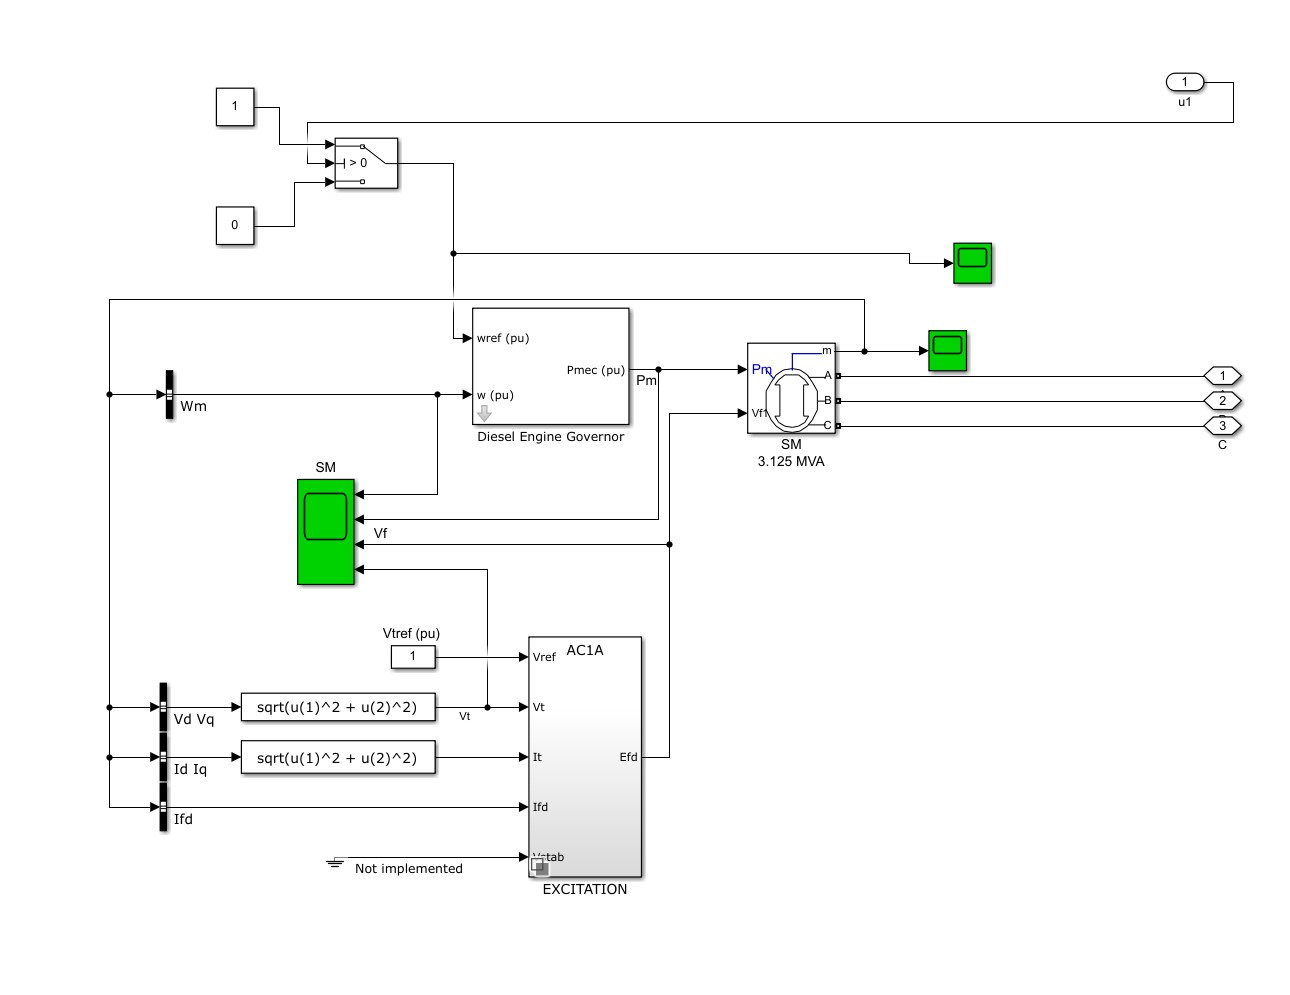 1
u1
1
> 0
0
wref (pu)
Pmec (pu)
w (pu)
Diesel Engine Governor
Wm
Pm
Pm
Vf1
m
A
B
C
SM
3.125 MVA
1
2
3
C
SM
Vf
Vtref (pu)
1
AC1A
Vref
Vd Vq
sqrt(u(1)^2 + u(2)^2)
Vt
Vt
Id Iq
sqrt(u(1)^2 + u(2)^2)
It
Efd
Ifd
Ifd
Not implemented
Vstab
EXCITATION